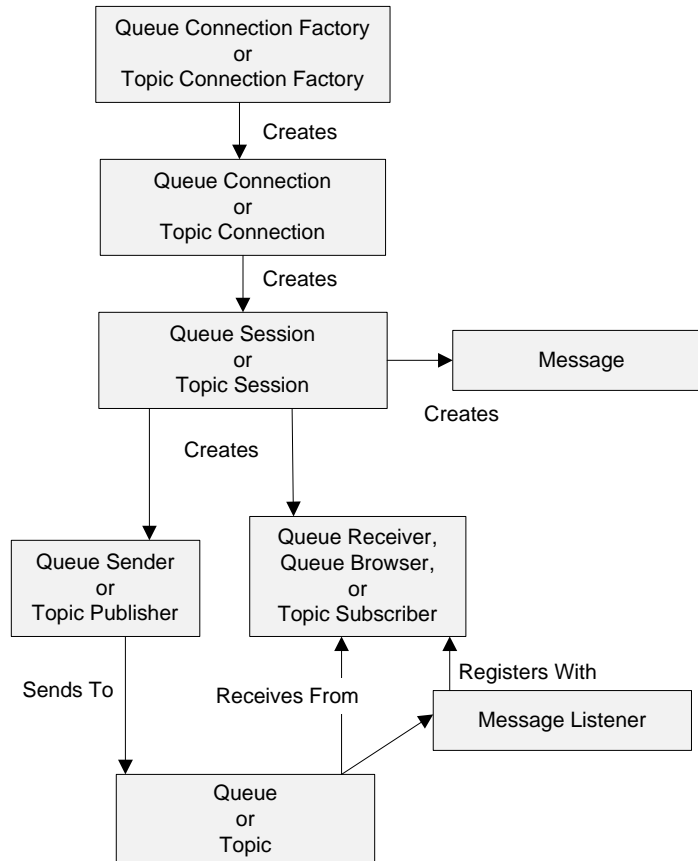 Queue Connection Factory
or
Topic Connection Factory
Creates
Queue Connection
or
Topic Connection
Creates
Queue Session
or
Topic Session
Message
Creates
Creates
Queue Sender
or
Topic Publisher
Queue Receiver,
Queue Browser,
or
Topic Subscriber
Sends To
Receives From
Registers With
Message Listener
Queue
or
Topic